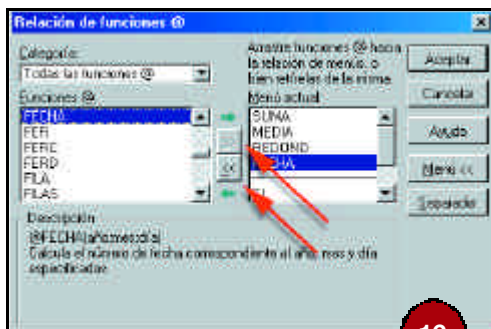 Relación de funciones @
Categoría:
Todas las funciones @
Arrastre funciones @ hacia
la relación de menús, o
bien retírelas de la misma.
Aceptar
Cancelar
Ayuda
Menú <<
Separador
Funciones @
FECHA
FER
FERC
FERD
FILA
FILAS
>>
<<
Menú actual
SUMA
MEDIA
REDOND
FECHA
SI
Descripción
@FECHA(año;mes;día)
Calcula el número de fecha correspondiente al año, mes y día
especificados